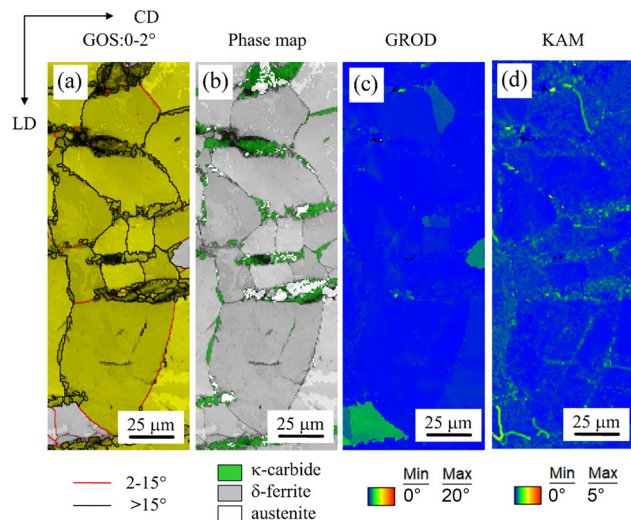 CD
LD
GOS:0-2° Phase map GROD KAM
(a) (b) (c) (d)
25 μm 25 μm 25 μm 25 μm
2-15°
>15°
κ-carbide
δ-ferrite
austenite
Min Max
0° 20°
Min Max
0° 5°